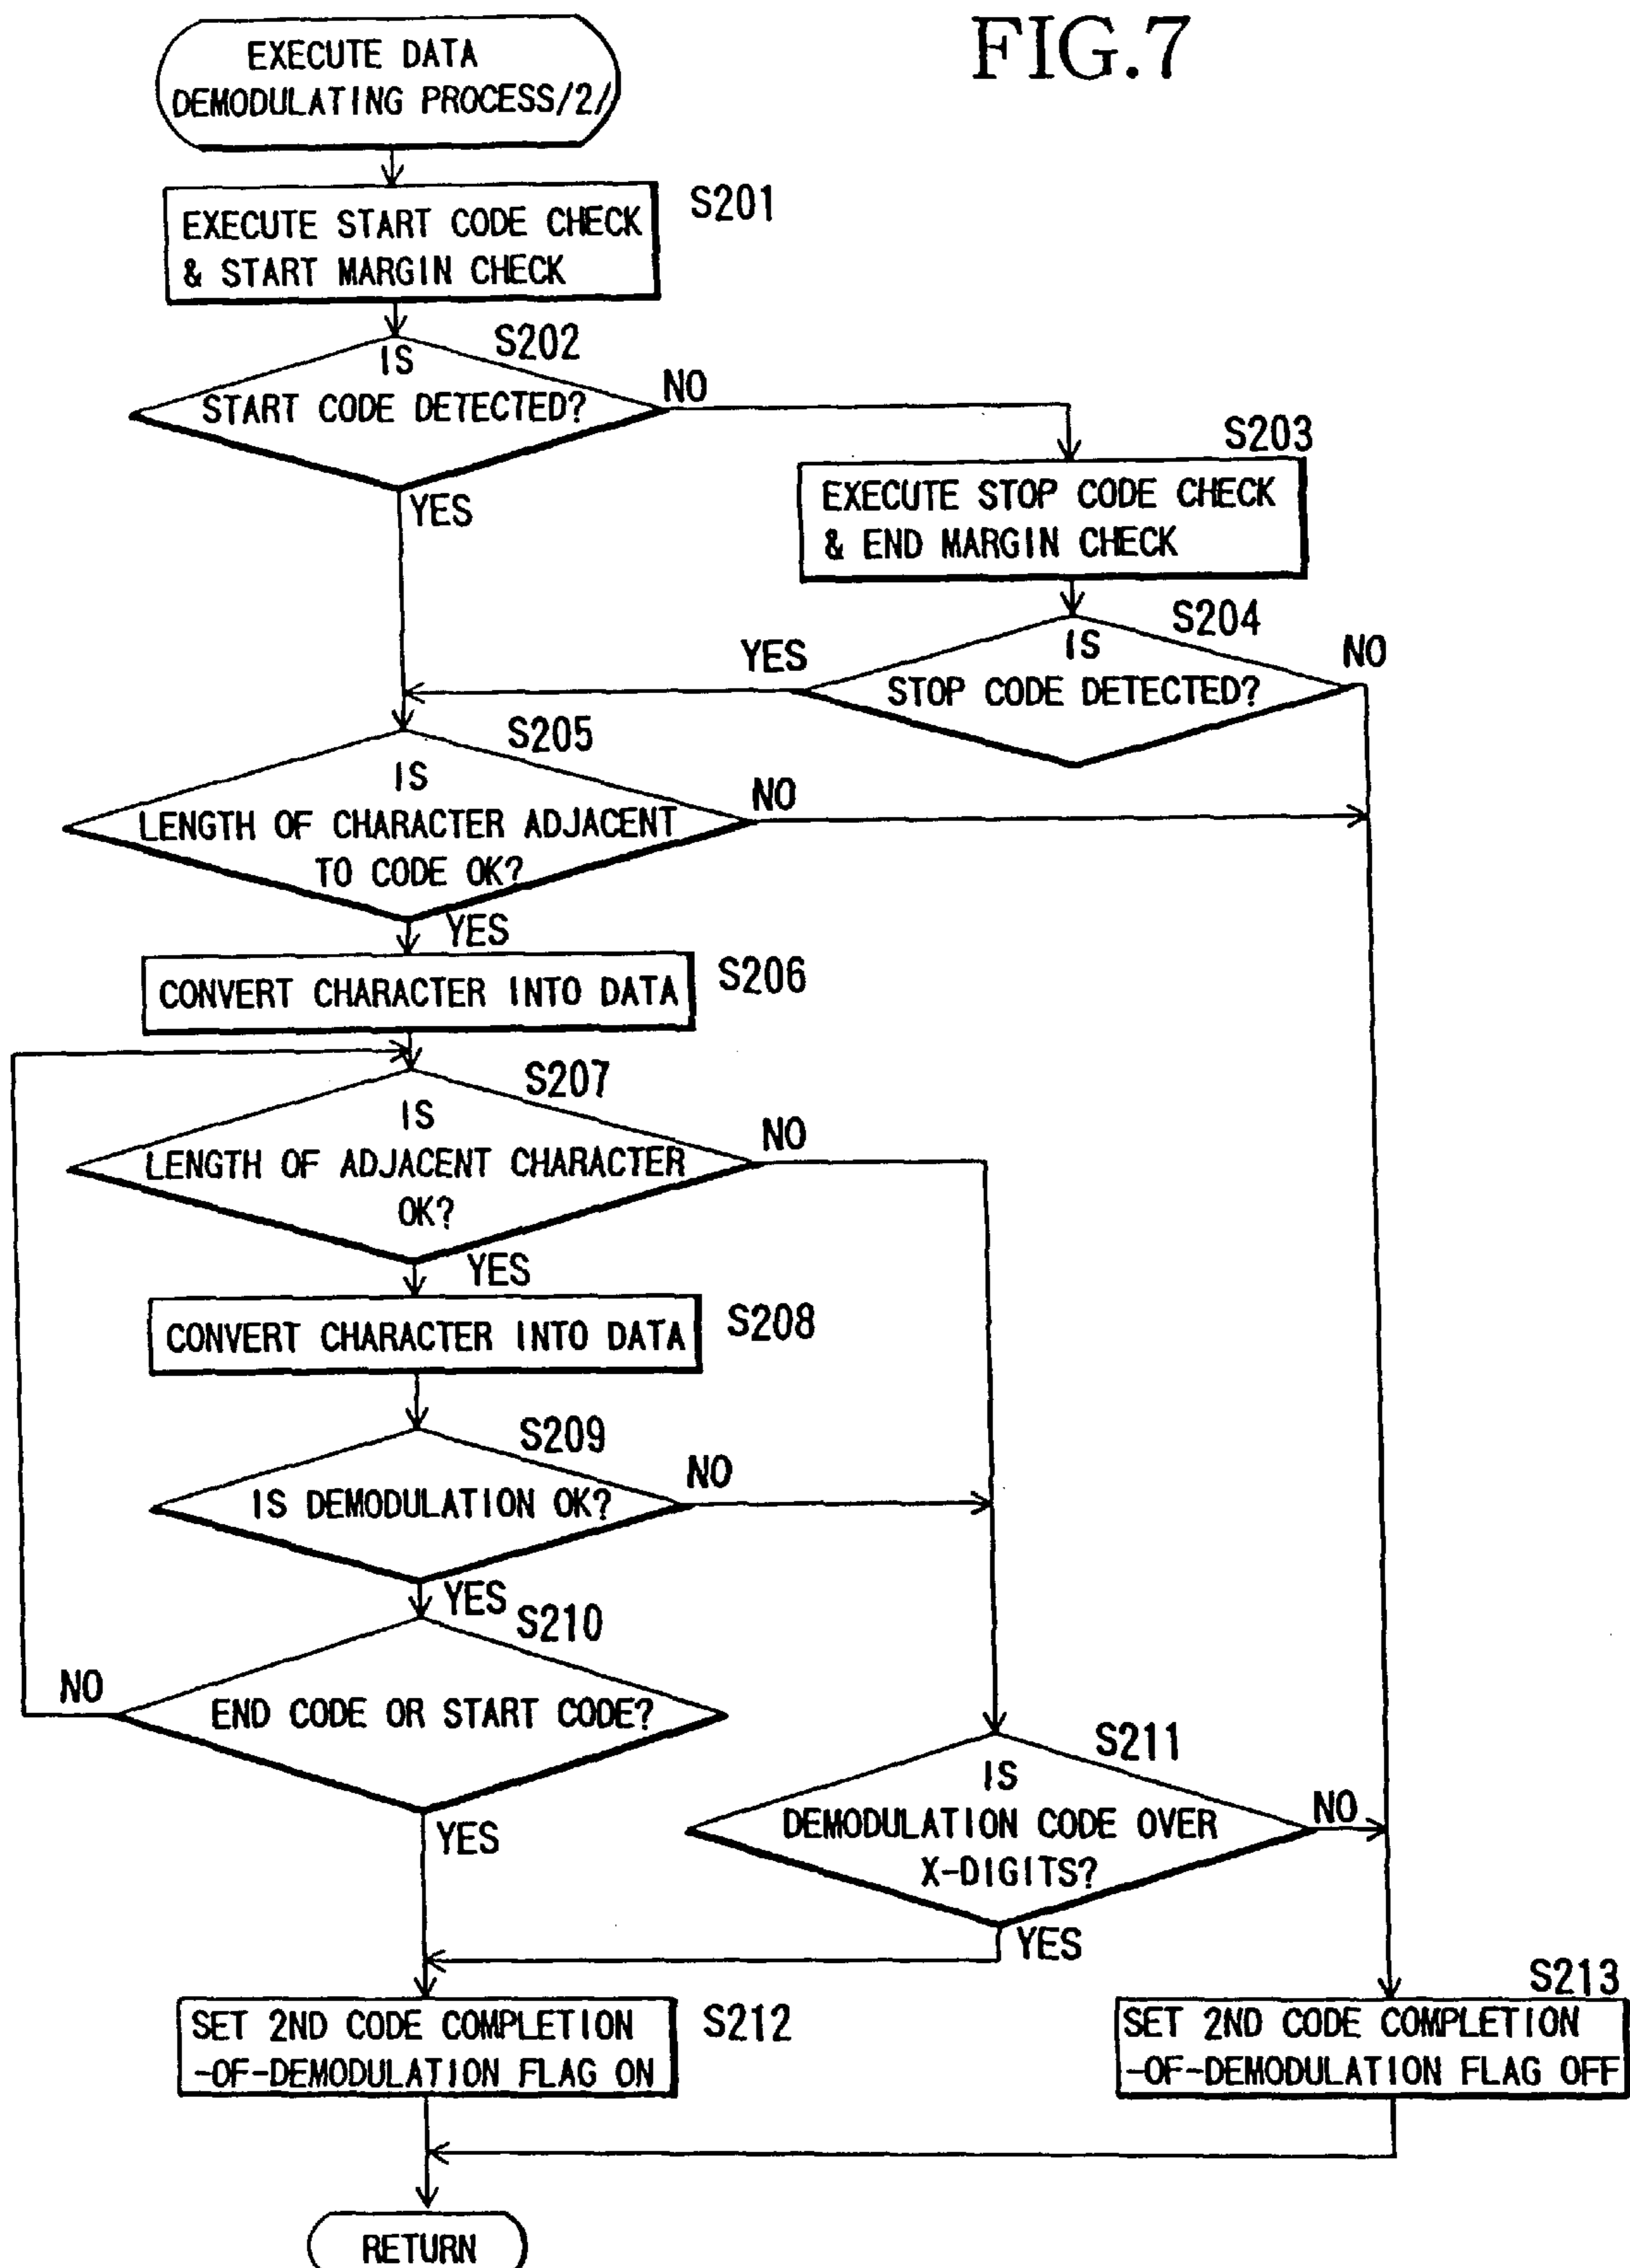 FIG.7
EXECUTE DATA
DEMODULATING PROCESS/2/
EXECUTE START CODE CHECK
& START MARGIN CHECK
S201
IS
START CODE DETECTED?
S202
NO
YES
S203
EXECUTE STOP CODE CHECK
& END MARGIN CHECK
S204
IS
STOP CODE DETECTED?
YES
NO
S205
IS
LENGTH OF CHARACTER ADJACENT
TO CODE OK?
NO
YES
CONVERT CHARACTER INTO DATA
S206
S207
IS
LENGTH OF ADJACENT CHARACTER
OK?
NO
YES
CONVERT CHARACTER INTO DATA
S208
S209
IS DEMODULATION OK?
NO
YES
S210
END CODE OR START CODE?
NO
YES
S211
IS
DEMODULATION CODE OVER
X-DIGITS?
NO
YES
SET 2ND CODE COMPLETION
-OF-DEMODULATION FLAG ON
S212
S213
SET 2ND CODE COMPLETION
-OF-DEMODULATION FLAG OFF
RETURN